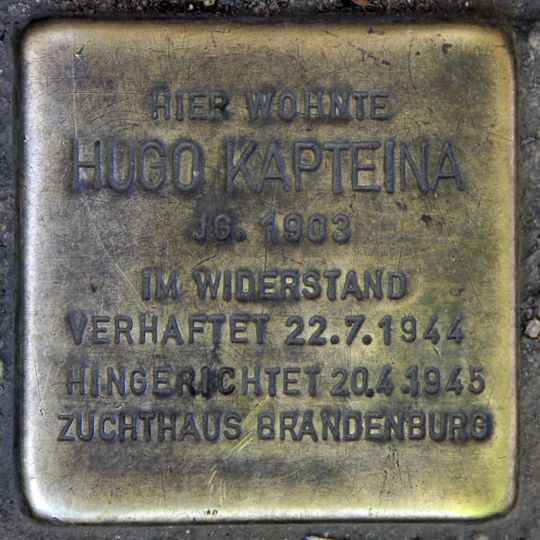 HIER WOHNTE
HUGO KAPTEINA
JG. 1903
IM WIDERSTAND
VERHAFTET 22.7.1944
HINGERICHTET 20.4.1945
ZUCHTHAUS BRANDENBURG